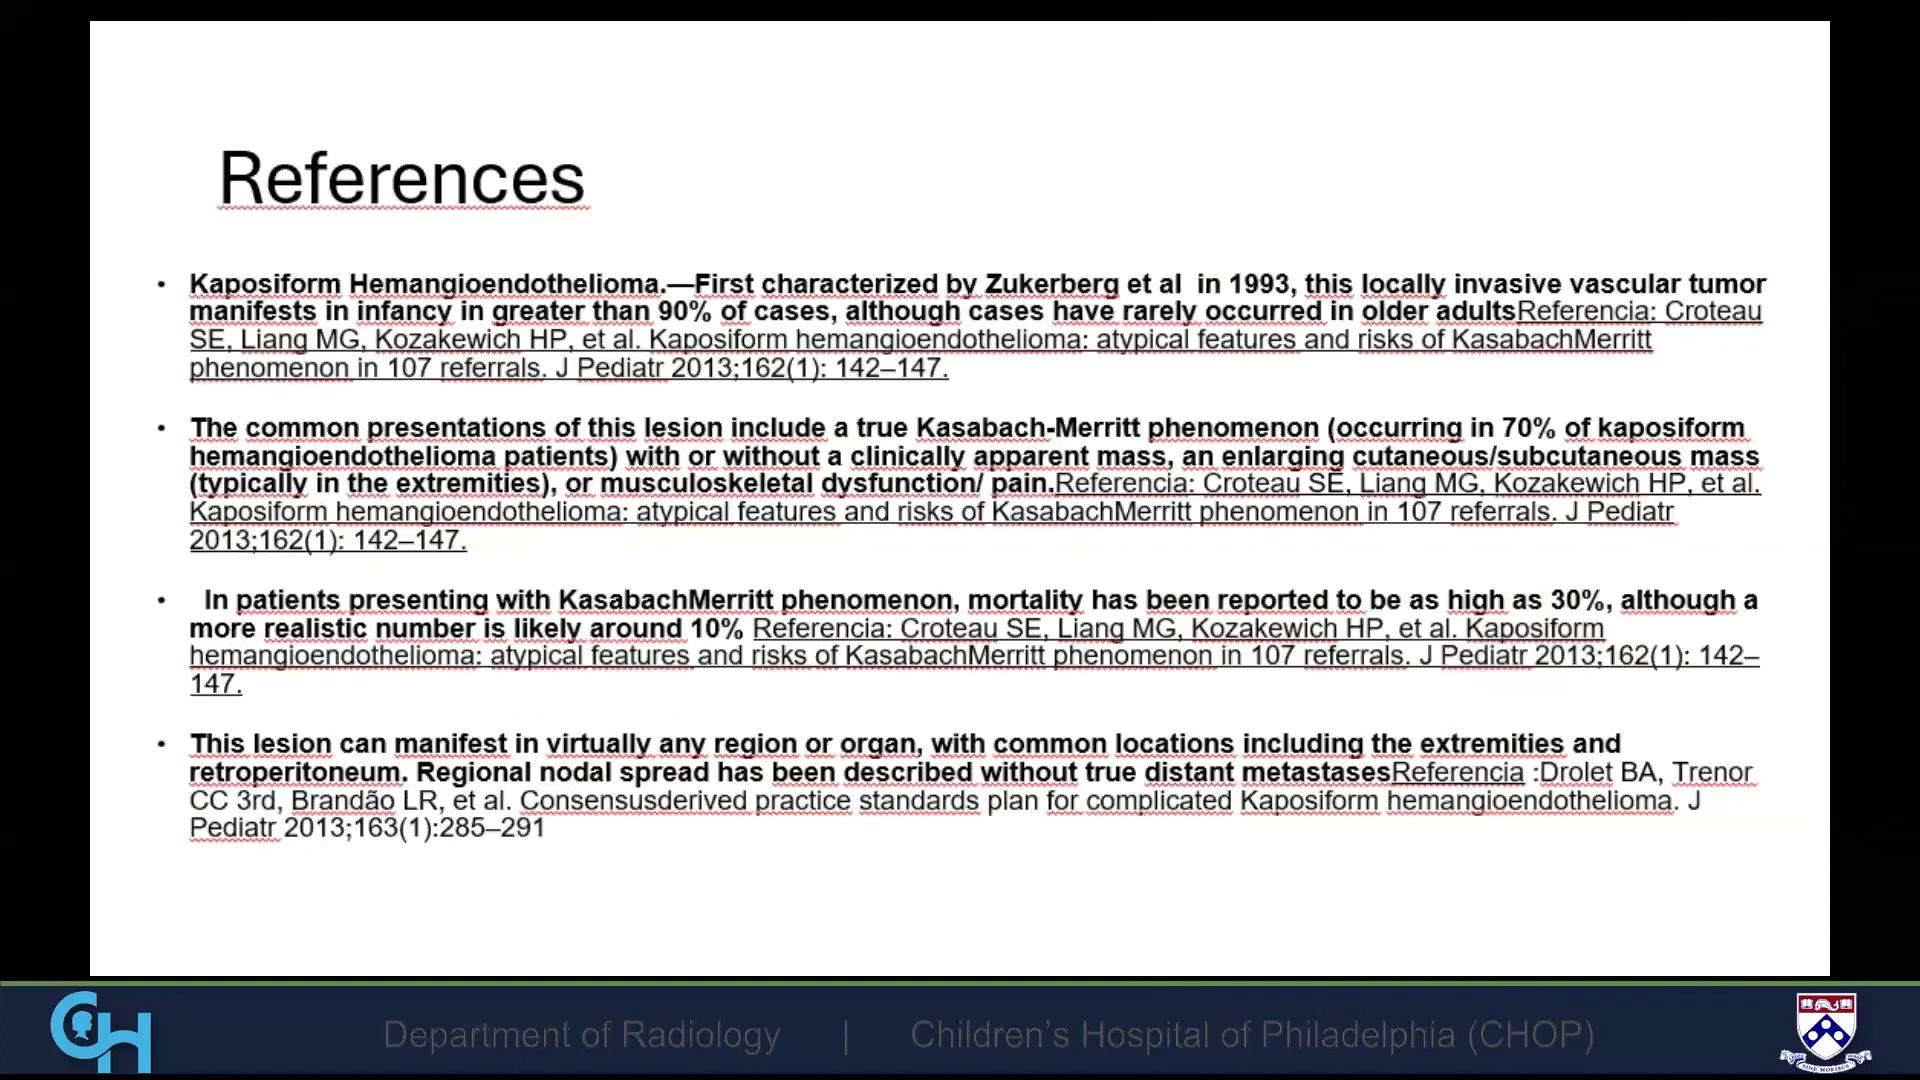 References
• Kaposiform Hemangioendothelioma.—First characterized by Zukerberg et al  in 1993, this locally invasive vascular tumor
manifests in infancy in greater than 90% of cases, although cases have rarely occurred in older adultsReferencia: Croteau
SE, Liang MG, Kozakewich HP, et al. Kaposiform hemangioendothelioma: atypical features and risks of KasabachMerritt
phenomenon in 107 referrals. J Pediatr 2013;162(1): 142–147.
• The common presentations of this lesion include a true Kasabach-Merritt phenomenon (occurring in 70% of kaposiform
hemangioendothelioma patients) with or without a clinically apparent mass, an enlarging cutaneous/subcutaneous mass
(typically in the extremities), or musculoskeletal dysfunction/ pain.Referencia: Croteau SE, Liang MG, Kozakewich HP, et al.
Kaposiform hemangioendothelioma: atypical features and risks of KasabachMerritt phenomenon in 107 referrals. J Pediatr
2013;162(1): 142–147.
• In patients presenting with KasabachMerritt phenomenon, mortality has been reported to be as high as 30%, although a
more realistic number is likely around 10% Referencia: Croteau SE, Liang MG, Kozakewich HP, et al. Kaposiform
hemangioendothelioma: atypical features and risks of KasabachMerritt phenomenon in 107 referrals. J Pediatr 2013;162(1): 142–
147.
• This lesion can manifest in virtually any region or organ, with common locations including the extremities and
retroperitoneum. Regional nodal spread has been described without true distant metastasesReferencia :Drolet BA, Trenor
CC 3rd, Brandão LR, et al. Consensusderived practice standards plan for complicated Kaposiform hemangioendothelioma. J
Pediatr 2013;163(1):285–291
CH Department of Radiology | Children's Hospital of Philadelphia (CHOP)